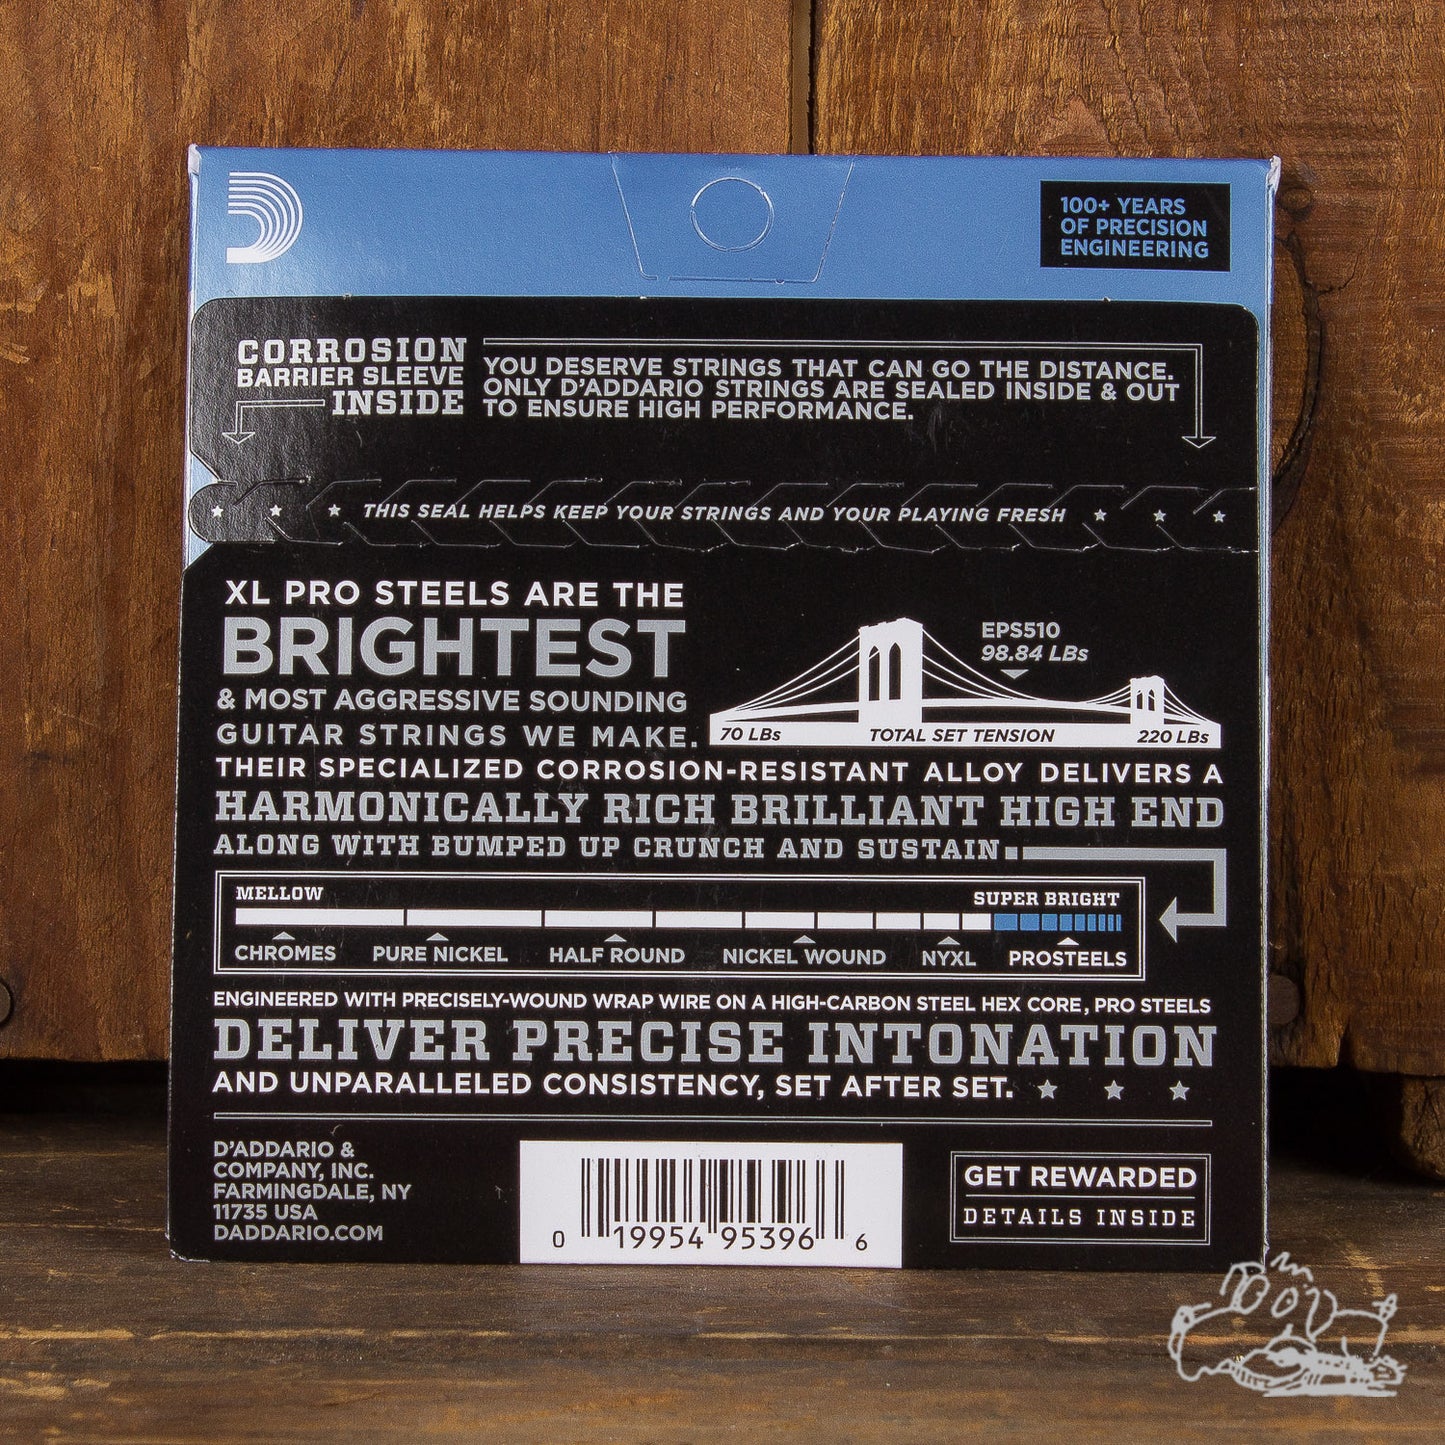 100+ YEARS
OF PRECISION
ENGINEERING
CORROSION
BARRIER SLEEVE
INSIDE
YOU DESERVE STRINGS THAT CAN GO THE DISTANCE.
ONLY D'ADDARIO STRINGS ARE SEALED INSIDE & OUT
TO ENSURE HIGH PERFORMANCE.
THIS SEAL HELPS KEEP YOUR STRINGS AND YOUR PLAYING FRESH
XL PRO STEELS ARE THE
BRIGHTEST
& MOST AGGRESSIVE SOUNDING
GUITAR STRINGS WE MAKE.
EPS510
98.84 LBs
70 LBs TOTAL SET TENSION 220 LBs
THEIR SPECIALIZED CORROSION-RESISTANT ALLOY DELIVERS A
HARMONICALLY RICH BRILLIANT HIGH END
ALONG WITH BUMPED UP CRUNCH AND SUSTAIN
MELLOW SUPER BRIGHT
CHROMES PURE NICKEL HALF ROUND NICKEL WOUND NYXL PROSTEELS
ENGINEERED WITH PRECISELY-WOUND WRAP WIRE ON A HIGH-CARBON STEEL HEX CORE, PRO STEELS
DELIVER PRECISE INTONATION
AND UNPARALLELED CONSISTENCY, SET AFTER SET.
D'ADDARIO &
COMPANY, INC.
FARMINGDALE, NY
11735 USA
DADDARIO.COM
0 19954 95396 6
GET REWARDED
DETAILS INSIDE